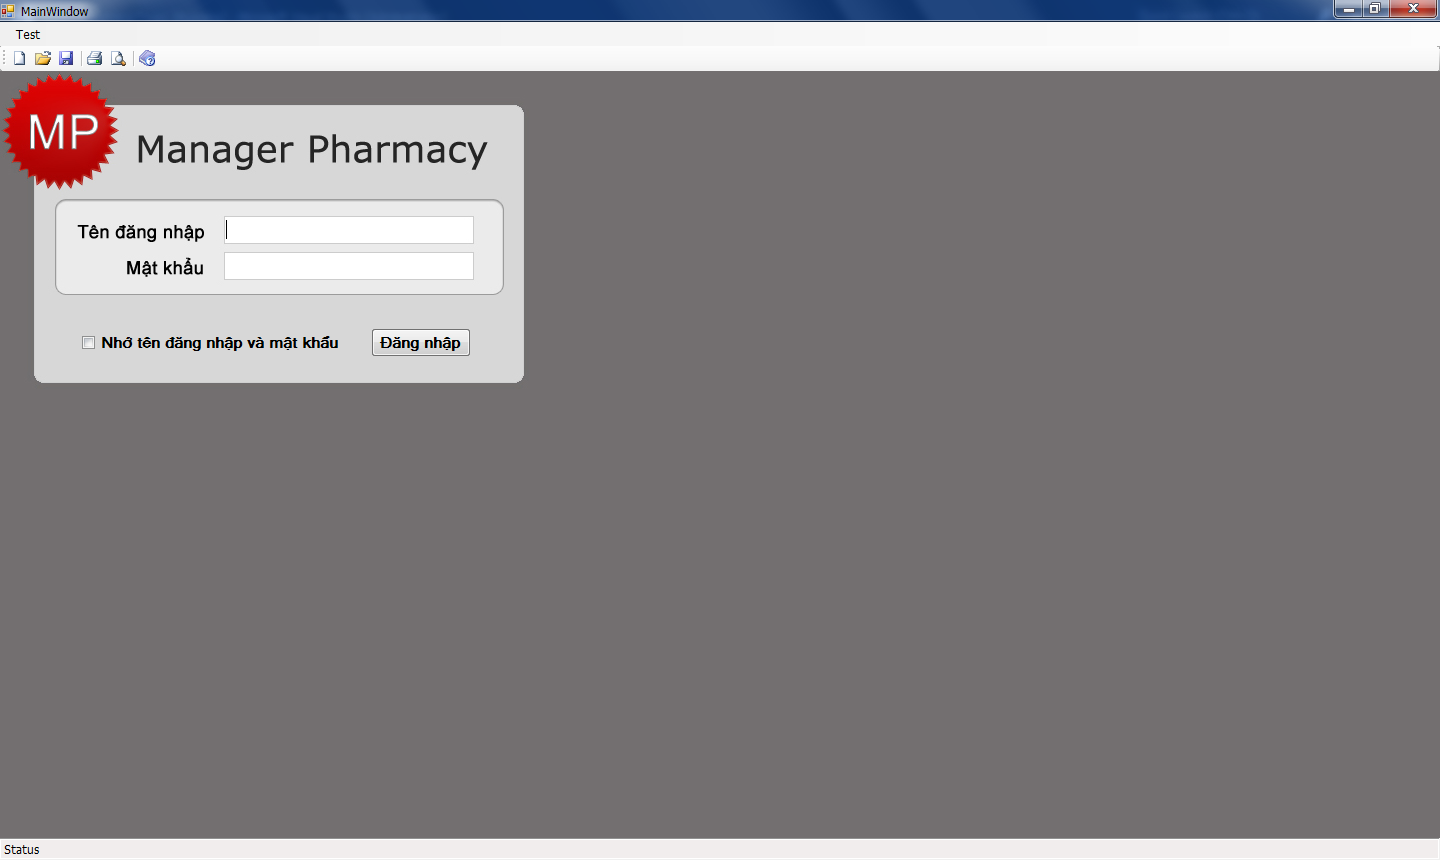 MainWindow
Test
MP
Manager Pharmacy
Tên đăng nhập
Mật khẩu
Nhớ tên đăng nhập và mật khẩu
Đăng nhập
Status